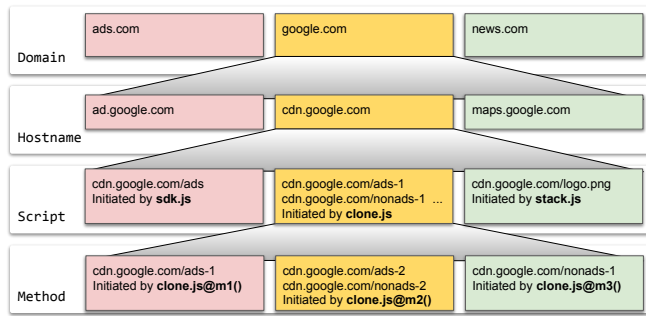 ads.com
google.com
news.com
Domain
ad.google.com
cdn.google.com
maps.google.com
Hostname
cdn.google.com/ads
Initiated by sdk.js
cdn.google.com/ads-1
cdn.google.com/nonads-1 ...
Initiated by clone.js
cdn.google.com/logo.png
Initiated by stack.js
Script
cdn.google.com/ads-1
Initiated by clone.js@m1()
cdn.google.com/ads-2
cdn.google.com/nonads-2
Initiated by clone.js@m2()
cdn.google.com/nonads-1
Initiated by clone.js@m3()
Method